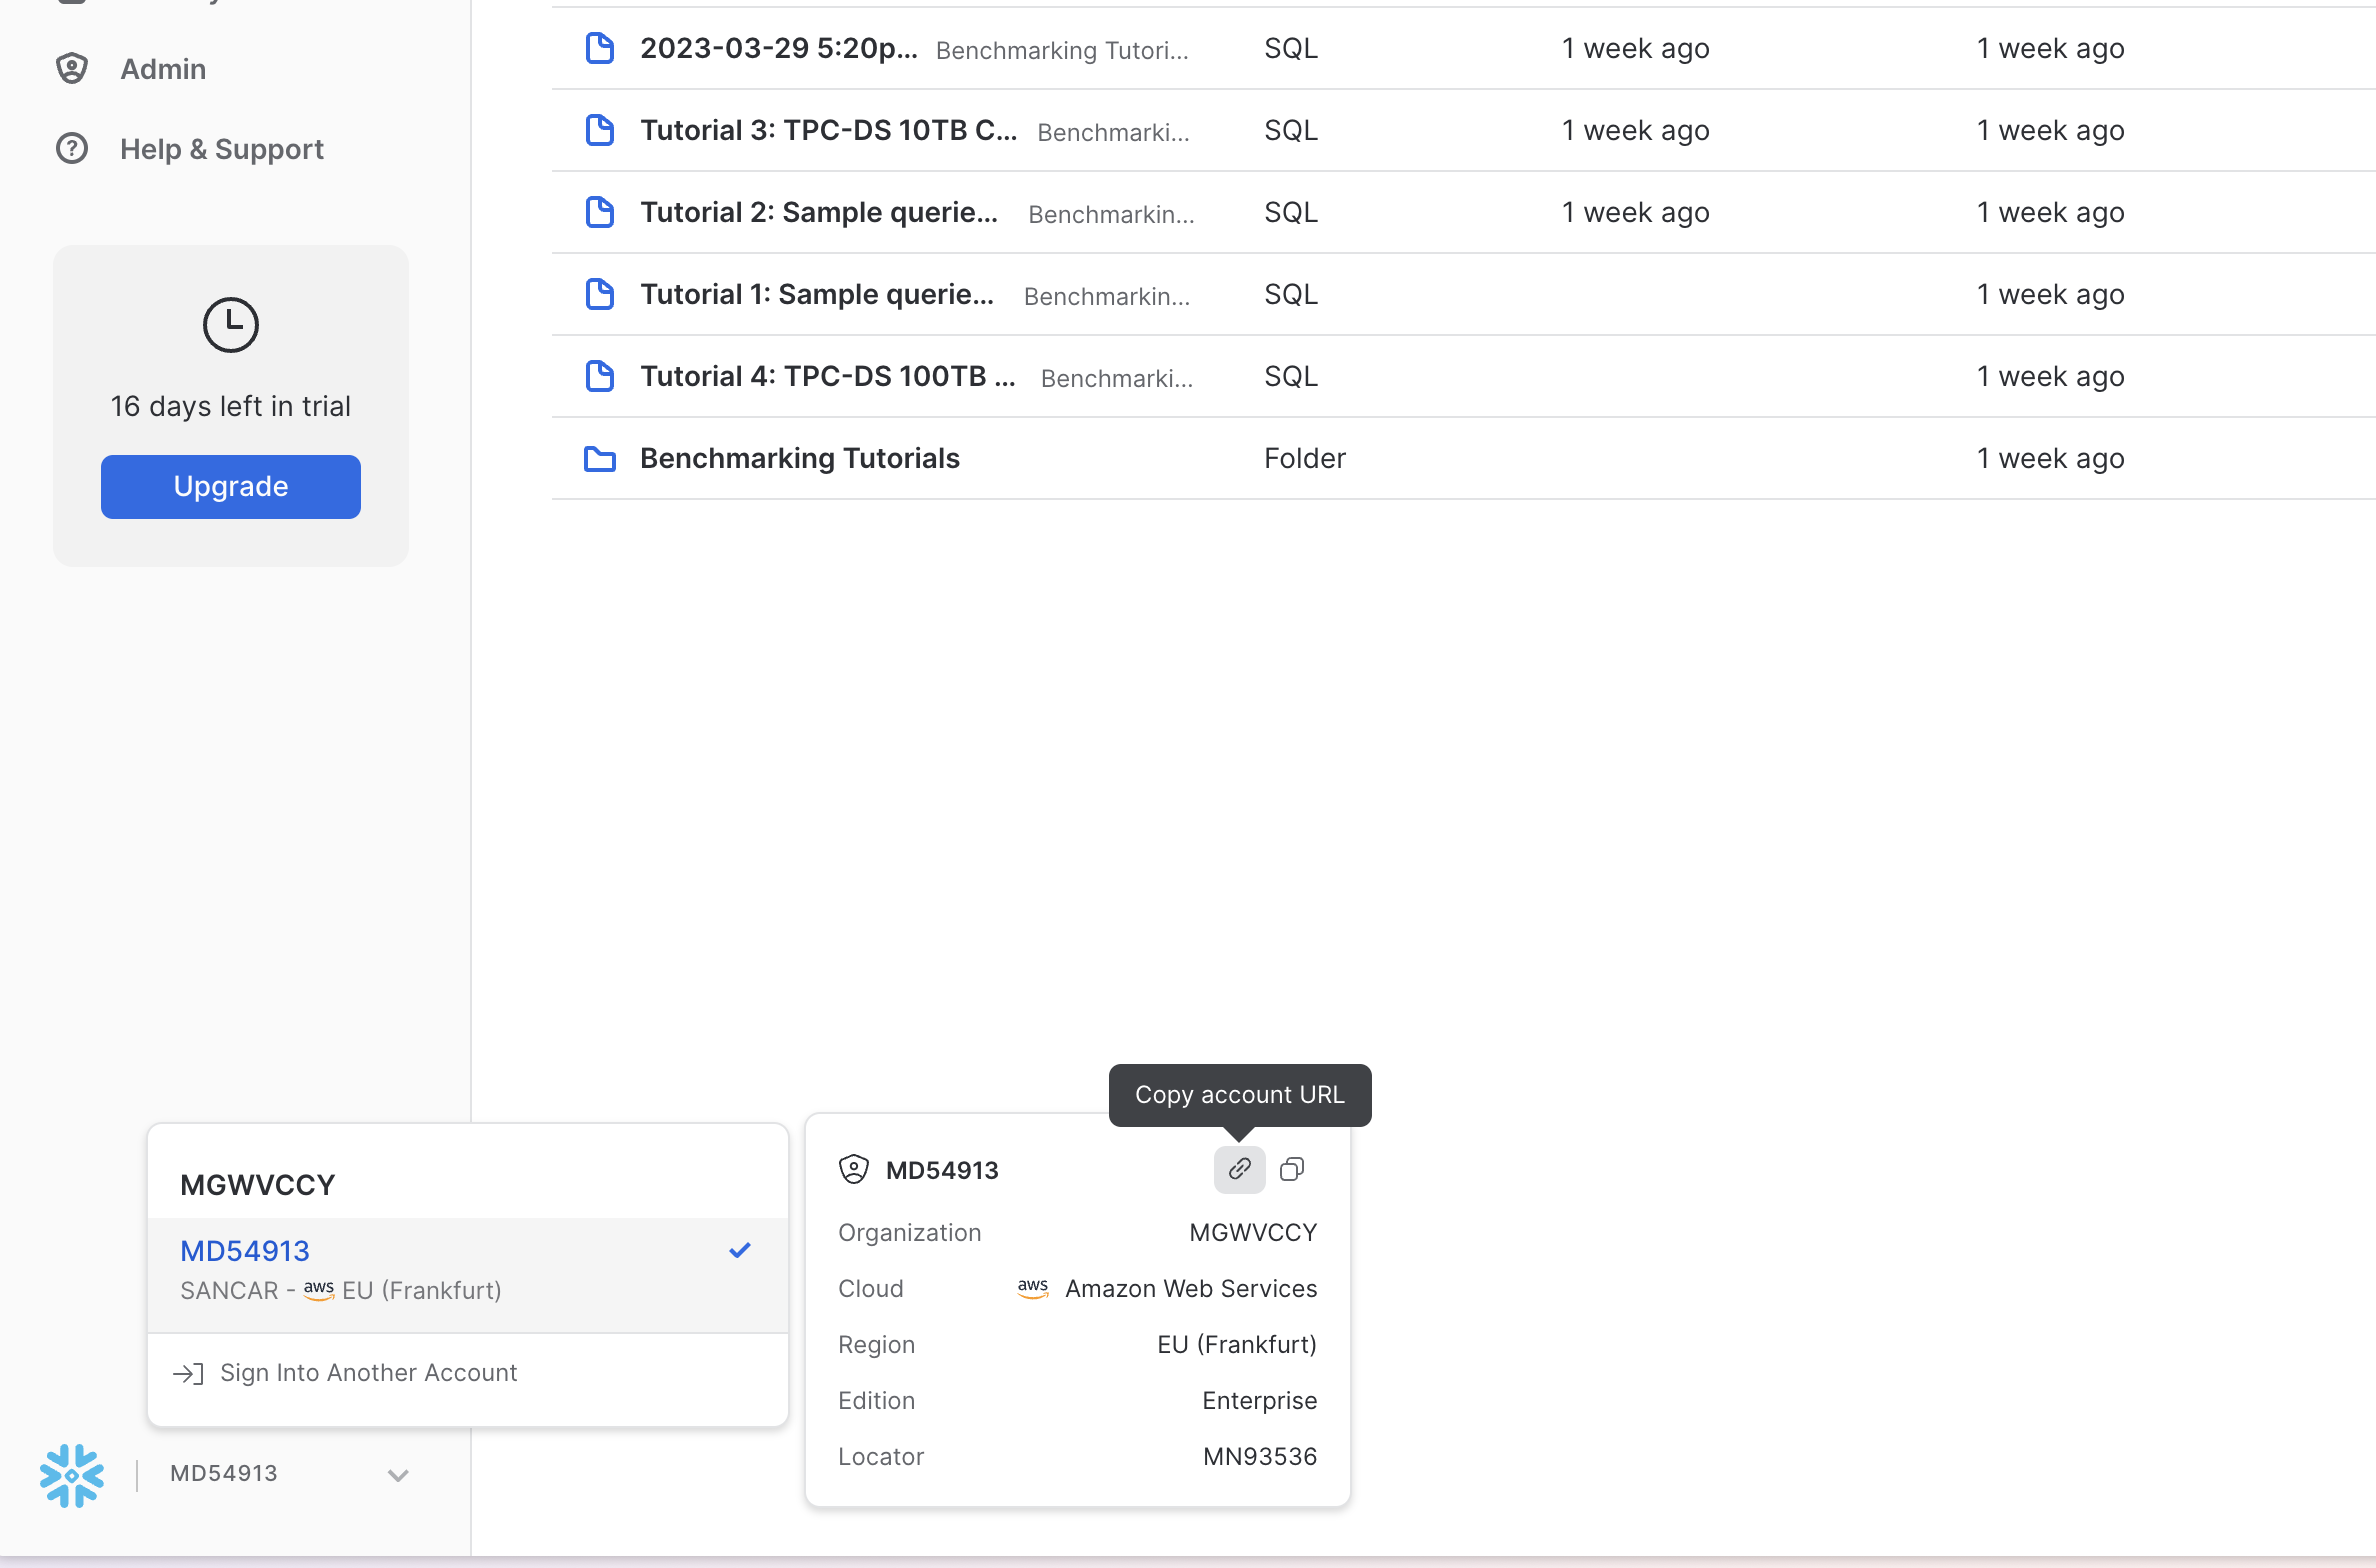 Admin
Help & Support
16 days left in trial
Upgrade
2023-03-29 5:20p... Benchmarking Tutori... SQL 1 week ago 1 week ago
Tutorial 3: TPC-DS 10TB C... Benchmarki... SQL 1 week ago 1 week ago
Tutorial 2: Sample querie... Benchmarkin... SQL 1 week ago 1 week ago
Tutorial 1: Sample querie... Benchmarkin... SQL 1 week ago
Tutorial 4: TPC-DS 100TB ... Benchmarki... SQL 1 week ago
Benchmarking Tutorials Folder 1 week ago
MGWVCCY
MD54913
SANCAR - aws EU (Frankfurt)
Sign Into Another Account
MD54913
Copy account URL
MD54913
Organization MGWVCCY
Cloud aws Amazon Web Services
Region EU (Frankfurt)
Edition Enterprise
Locator MN93536